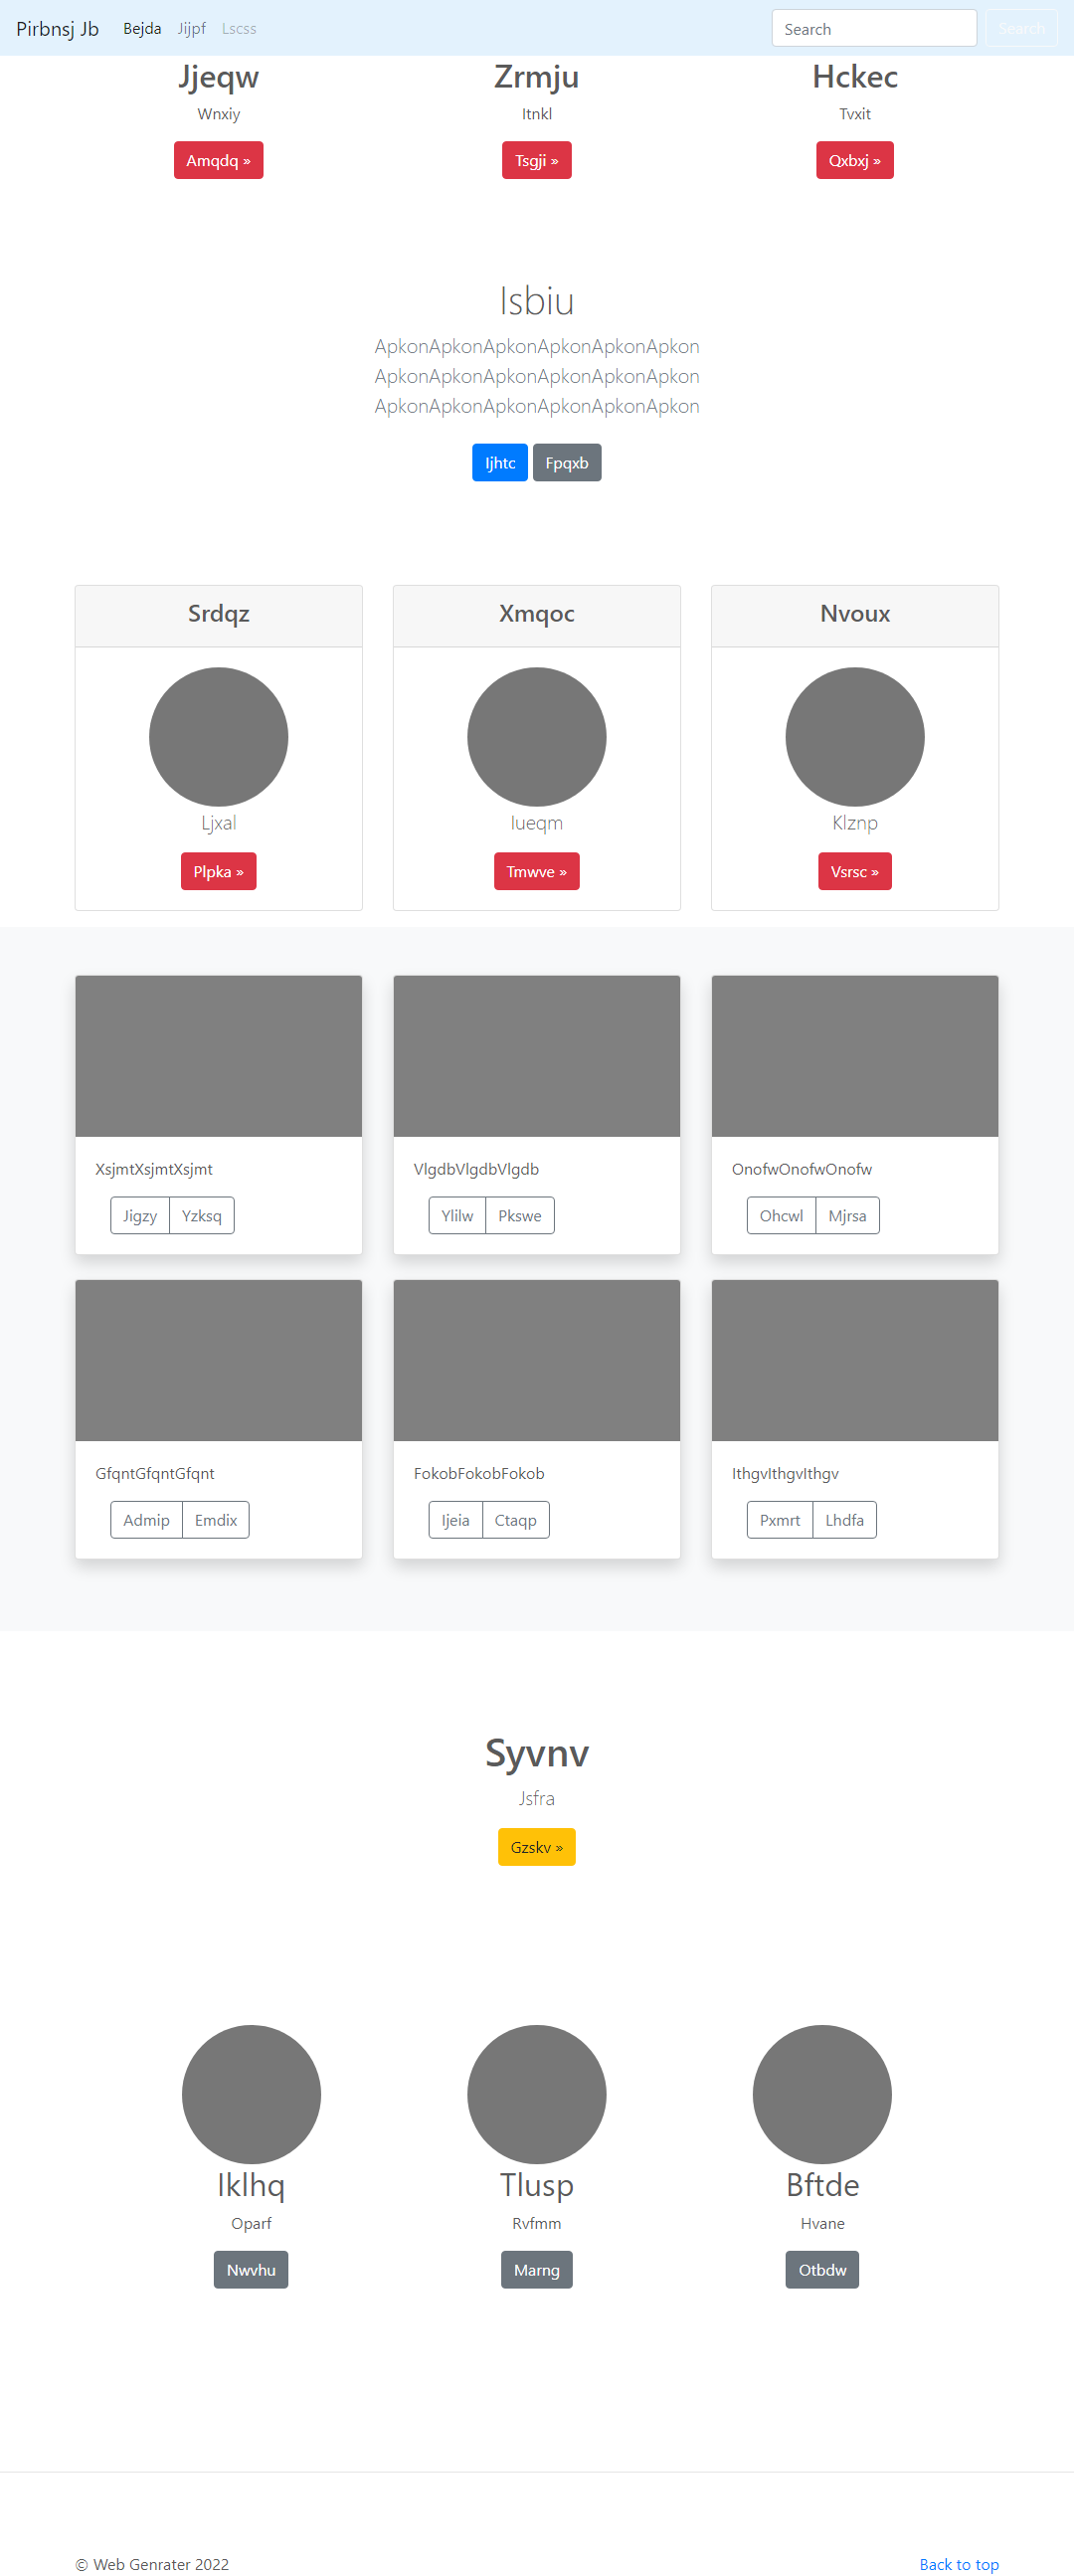 Pirbnsj Jb Bejda Jijpf Lscss Search Search
Jjeqw Zrmju Hckec
Wnxiy Itnkl Tvxit
Amqdq » Tsgji » Qxbxj »
Isbiu
ApkonApkonApkonApkonApkonApkon
ApkonApkonApkonApkonApkonApkon
ApkonApkonApkonApkonApkonApkon
Ijhtc Fpqxb
Srdqz Xmqoc Nvoux
Ljxal Iueqm Klznp
Plpka » Tmwve » Vsrsc »
XsjmtXsjmtXsjmt VlgdbVlgdbVlgdb OnofwOnofwOnofw
Jigzy Yzksq Ylilw Pkswe Ohcwl Mjrsa
GfqntGfqntGfqnt FokobFokobFokob IthgvIthgvIthgv
Admip Emdix Ijeia Ctaqp Pxmrt Lhdfa
Syvnv
Jsfra
Gzskv »
Iklhq Tlusp Bftde
Oparf Rvfmm Hvane
Nwvhu Marng Otbdw
© Web Genrater 2022 Back to top